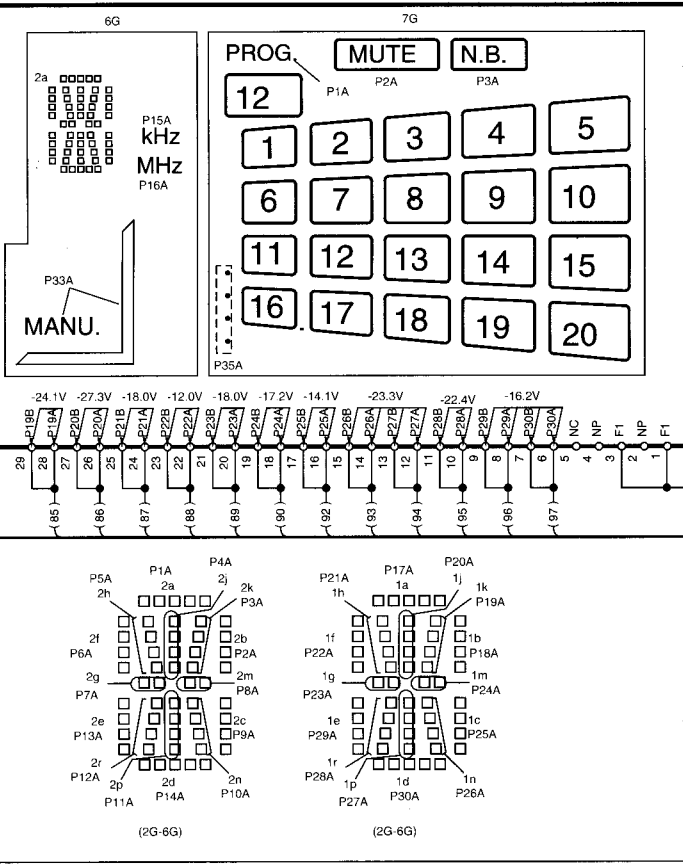 6G 7G
2a
P15A
kHz
MHz
P16A
P33A
MANU.
PROG. MUTE N.B.
P1A P2A P3A
12
1 2 3 4 5
6 7 8 9 10
11 12 13 14 15
16 17 18 19 20
P35A
-24.1V -27.3V -18.0V -12.0V -18.0V -17.2V -14.1V -23.3V -22.4V -16.2V
P19B P19A P20B P20A P21B P21A P22B P22A P23B P23A P24B P24A P25B P25A P26B P26A P27B P27A P28B P28A P29B P29A P30B P30A NC NP F1 NP F1
29 28 27 26 25 24 23 22 21 20 19 18 17 16 15 14 13 12 11 10 9 8 7 6 5 4 3 2 1
85 86 87 88 89 90 92 93 94 95 96 97
P5A P1A P4A
2h 2a 2j 2k
P3A
2f 2b
P6A P2A
2g 2m
P7A P8A
2e 2c
P13A P9A
2r 2n
P12A 2p 2d P10A
P11A P14A
(2G-6G)
P21A P17A P20A
1h 1a 1j 1k
P19A
1f 1b
P22A P18A
1g 1m
P23A P24A
1e 1c
P29A P25A
1r 1n
P28A 1p 1d P26A
P27A P30A
(2G-6G)